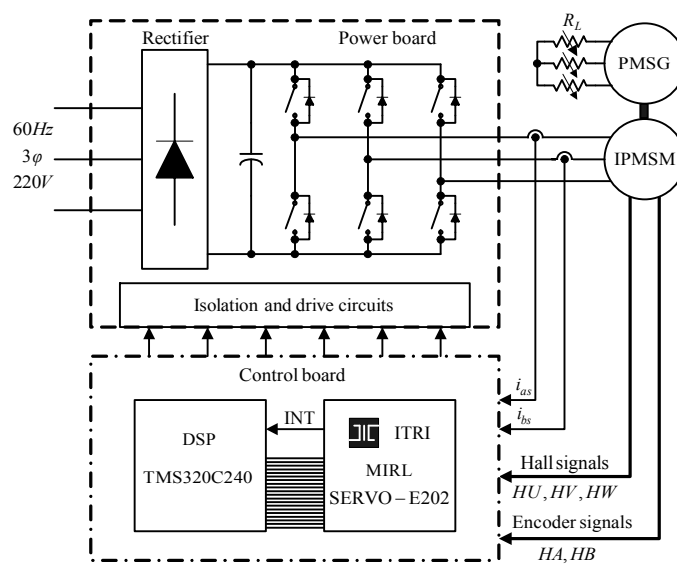 Rectifier
Power board
R_L
PMSG
60Hz
3φ
220V
IPMSM
Isolation and drive circuits
Control board
i_as
i_bs
INT
DSP
TMS320C240
ITRI
MIRL
SERVO – E202
Hall signals
HU, HV, HW
Encoder signals
HA, HB